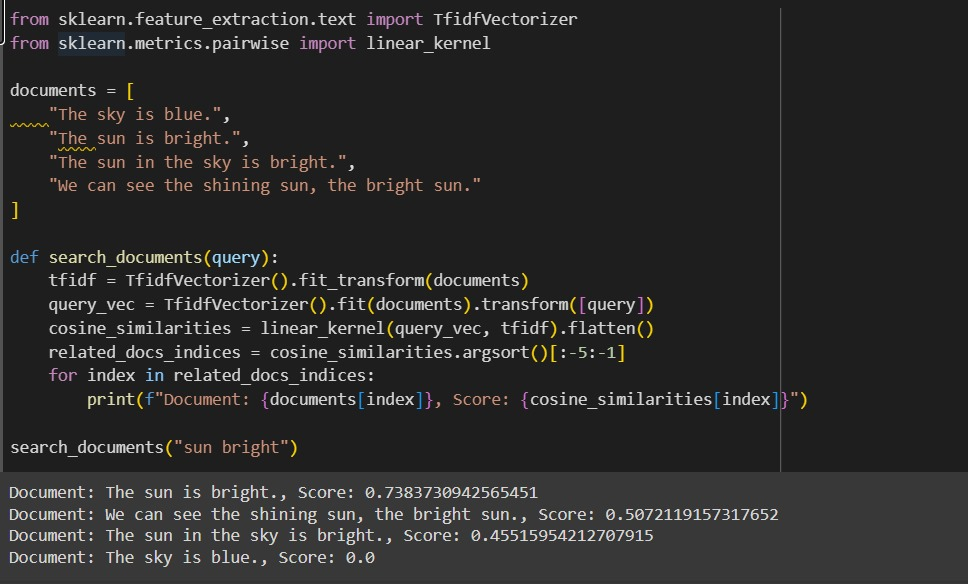 from sklearn.feature_extraction.text import TfidfVectorizer
from sklearn.metrics.pairwise import linear_kernel

documents = [
    "The sky is blue.",
    "The sun is bright.",
    "The sun in the sky is bright.",
    "We can see the shining sun, the bright sun."
]

def search_documents(query):
    tfidf = TfidfVectorizer().fit_transform(documents)
    query_vec = TfidfVectorizer().fit(documents).transform([query])
    cosine_similarities = linear_kernel(query_vec, tfidf).flatten()
    related_docs_indices = cosine_similarities.argsort()[:-5:-1]
    for index in related_docs_indices:
        print(f"Document: {documents[index]}, Score: {cosine_similarities[index]}")

search_documents("sun bright")

Document: The sun is bright., Score: 0.7383730942565451
Document: We can see the shining sun, the bright sun., Score: 0.5072119157317652
Document: The sun in the sky is bright., Score: 0.45515954212707915
Document: The sky is blue., Score: 0.0